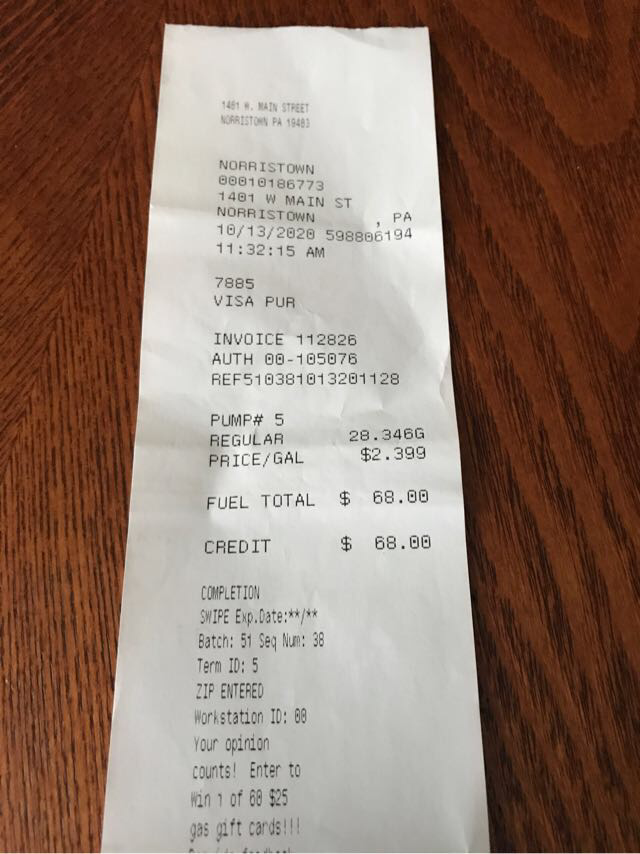 1401 W. MAIN STREET
NORRISTOWN PA 19403
NORRISTOWN
00010186773
1401 W MAIN ST
NORRISTOWN , PA
10/13/2020 598806194
11:32:15 AM
7885
VISA PUR
INVOICE 112826
AUTH 00-105076
REF510381013201128
PUMP# 5
REGULAR 28.346G
PRICE/GAL $2.399
FUEL TOTAL $ 68.00
CREDIT $ 68.00
COMPLETION
SWIPE Exp.Date:**/**
Batch: 51 Seq Num: 38
Term ID: 5
ZIP ENTERED
Workstation ID: 00
Your opinion
counts! Enter to
Win 1 of 60 $25
gas gift cards!!!